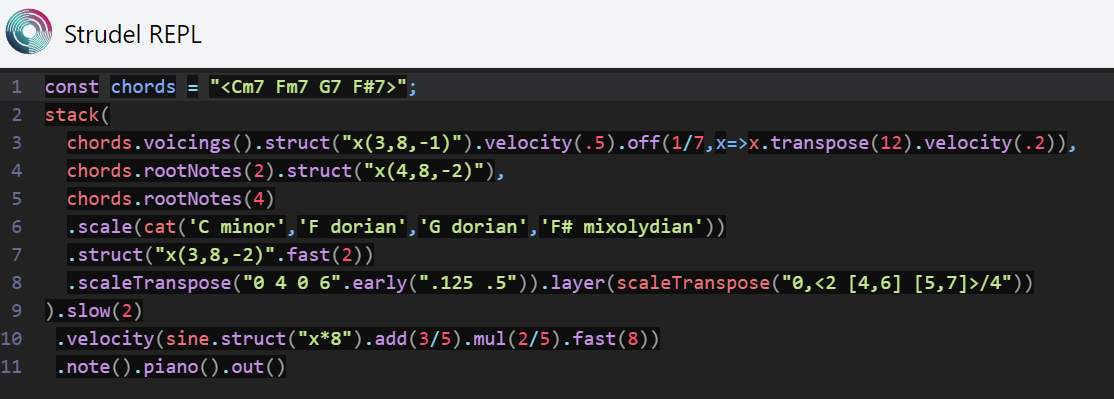 Strudel REPL
1 const chords = "<Cm7 Fm7 G7 F#7>";
2 stack(
3 chords.voicings().struct("x(3,8,-1)").velocity(.5).off(1/7,x=>x.transpose(12).velocity(.2)),
4 chords.rootNotes(2).struct("x(4,8,-2)"),
5 chords.rootNotes(4)
6 .scale(cat('C minor','F dorian','G dorian','F# mixolydian'))
7 .struct("x(3,8,-2)".fast(2))
8 .scaleTranspose("0 4 0 6".early(".125 .5")).layer(scaleTranspose("0,<2 [4,6] [5,7]>/4"))
9 ).slow(2)
10 .velocity(sine.struct("x*8").add(3/5).mul(2/5).fast(8))
11 .note().piano().out()